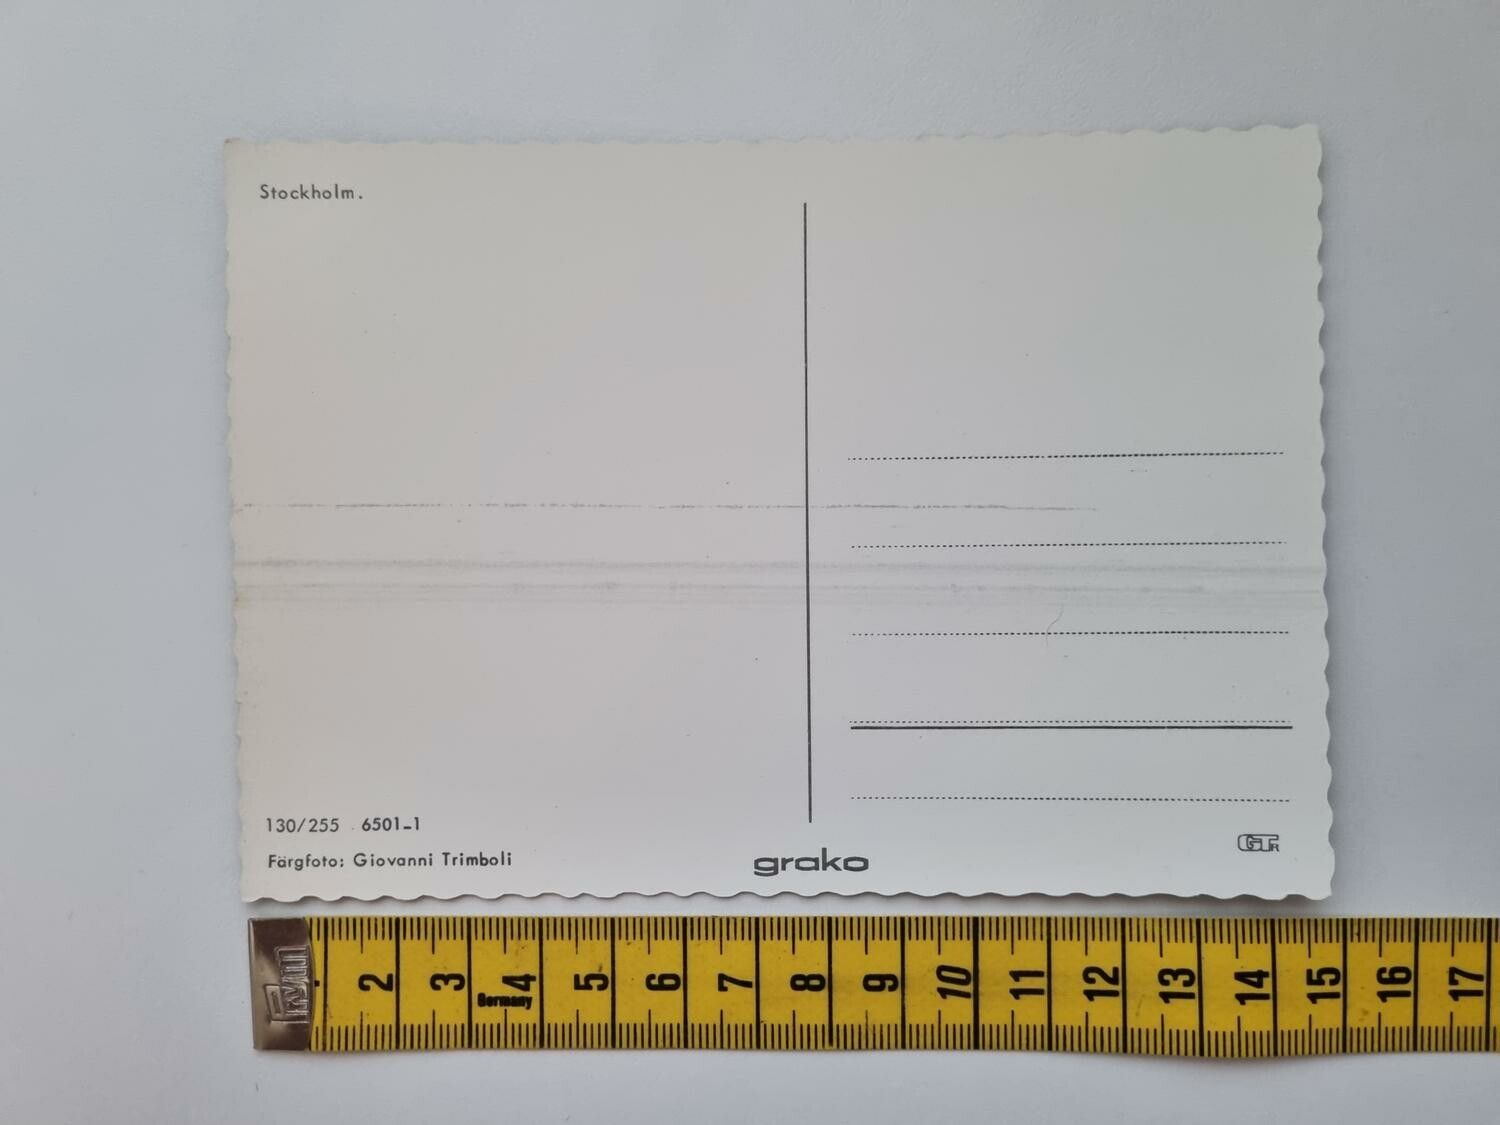 Stockholm.
130/255 6501-1
Färgfoto: Giovanni Trimboli
grako
GTR
Prym
2 3 4 5 6 7 8 9 10 11 12 13 14 15 16 17
Germany